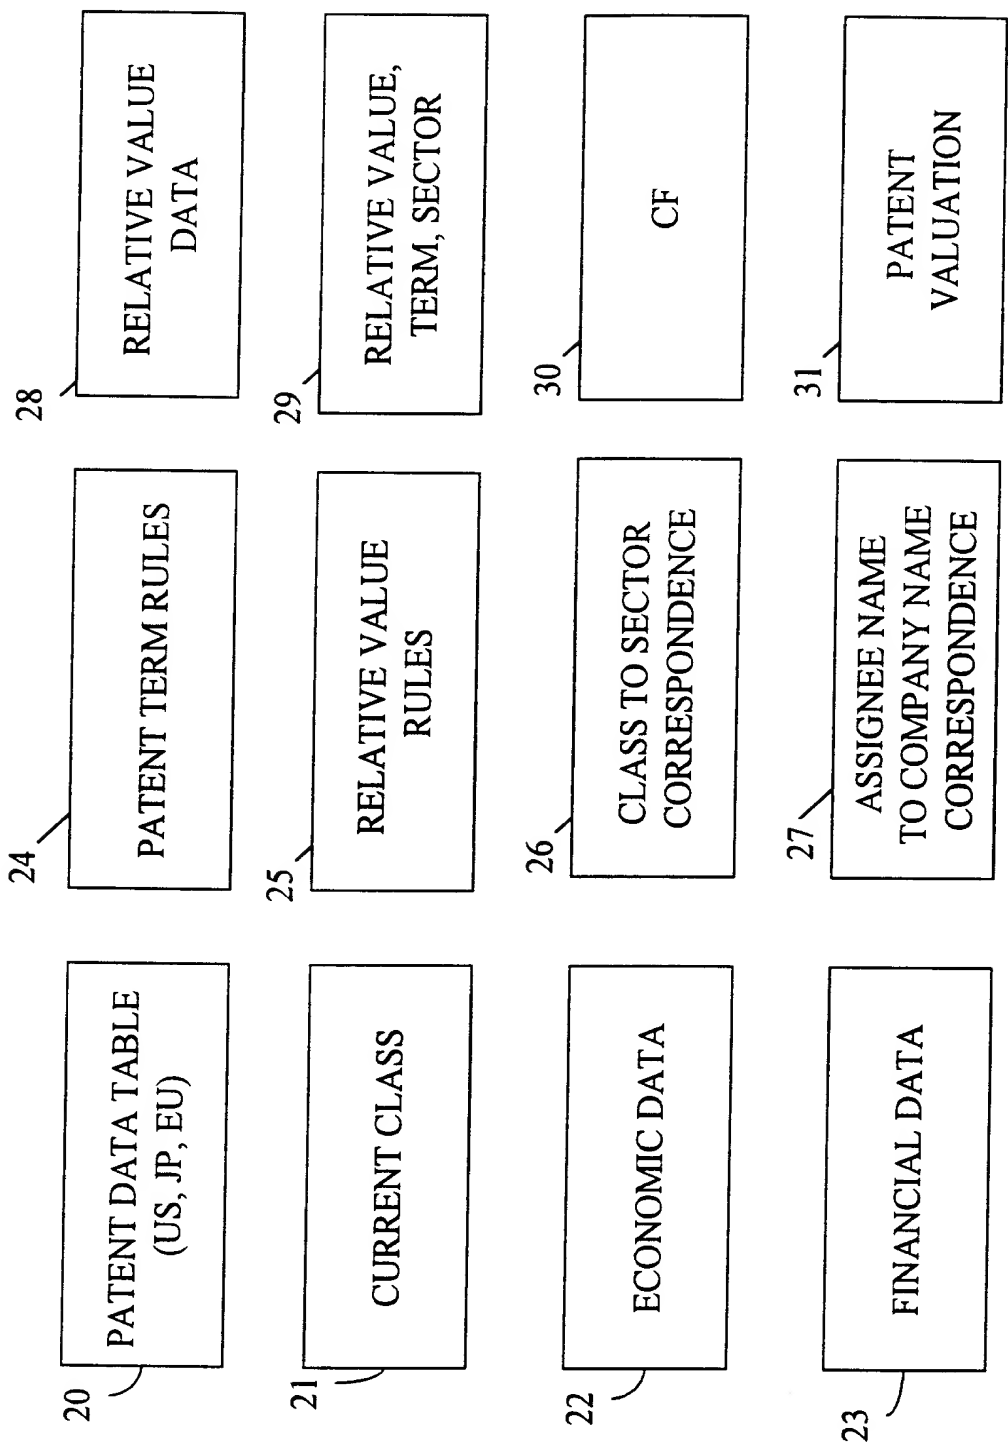 20
PATENT DATA TABLE
(US, JP, EU)
21
CURRENT CLASS
22
ECONOMIC DATA
23
FINANCIAL DATA
24
PATENT TERM RULES
25
RELATIVE VALUE
RULES
26
CLASS TO SECTOR
CORRESPONDENCE
27
ASSIGNEE NAME
TO COMPANY NAME
CORRESPONDENCE
28
RELATIVE VALUE
DATA
29
RELATIVE VALUE,
TERM, SECTOR
30
CF
31
PATENT
VALUATION